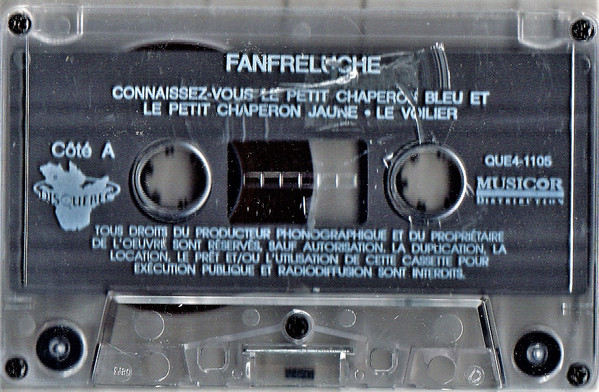 FANFRELUCHE
CONNAISSEZ-VOUS LE PETIT CHAPERON BLEU ET
LE PETIT CHAPERON JAUNE • LE VOILIER
Côté A
QUE4-1105
DISQUÉBEC
MUSICOR
DISTRIBUTION
TOUS DROITS DU PRODUCTEUR PHONOGRAPHIQUE ET DU PROPRIÉTAIRE
DE L'OEUVRE SONT RÉSERVÉS, SAUF AUTORISATION. LA DUPLICATION, LA
LOCATION, LE PRÊT ET/OU L'UTILISATION DE CETTE CASSETTE POUR
EXÉCUTION PUBLIQUE ET RADIODIFFUSION SONT INTERDITS.